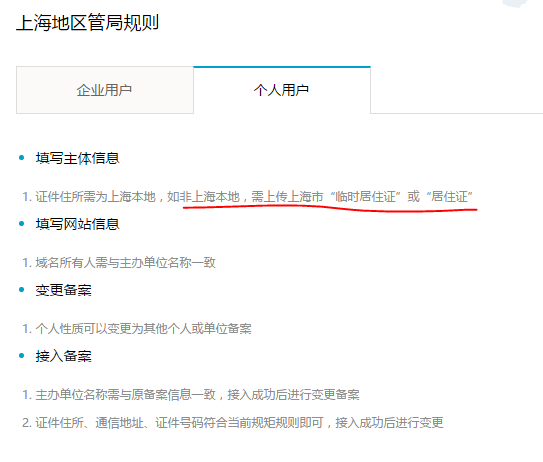 上海地区管局规则
企业用户
个人用户
填写主体信息
1. 证件住所需为上海本地，如非上海本地，需上传上海市“临时居住证”或“居住证”
填写网站信息
1. 域名所有人需与主办单位名称一致
变更备案
1. 个人性质可以变更为其他个人或单位备案
接入备案
1. 主办单位名称需与原备案信息一致，接入成功后进行变更备案
2. 证件住所、通信地址、证件号码符合当前规矩规则即可，接入成功后进行变更